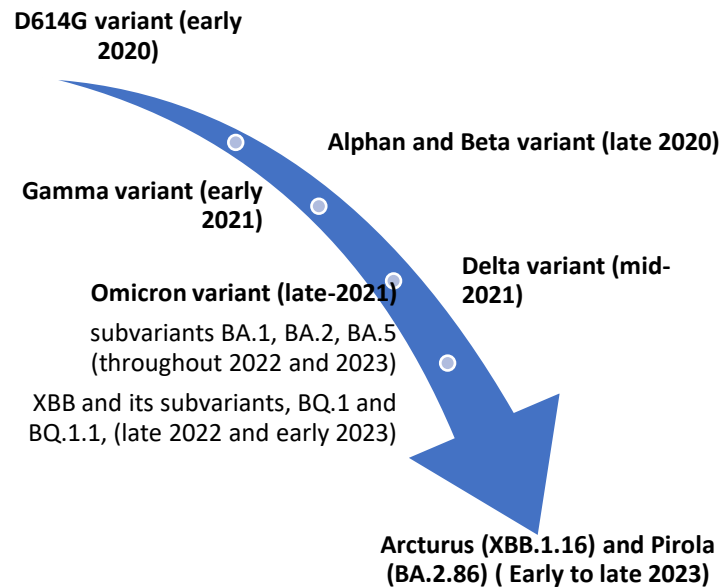 D614G variant (early
2020)
Alphan and Beta variant (late 2020)
Gamma variant (early
2021)
Delta variant (mid-
2021)
Omicron variant (late-2021)
subvariants BA.1, BA.2, BA.5
(throughout 2022 and 2023)
XBB and its subvariants, BQ.1 and
BQ.1.1, (late 2022 and early 2023)
Arcturus (XBB.1.16) and Pirola
(BA.2.86) ( Early to late 2023)